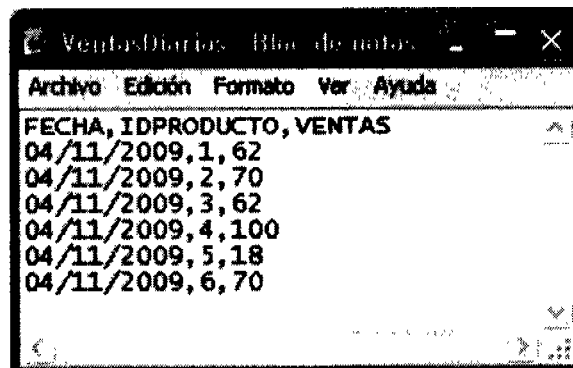 VentasDiarias - Bloc de notas
Archivo Edición Formato Ver Ayuda
FECHA,IDPRODUCTO,VENTAS
04/11/2009,1,62
04/11/2009,2,70
04/11/2009,3,62
04/11/2009,4,100
04/11/2009,5,18
04/11/2009,6,70